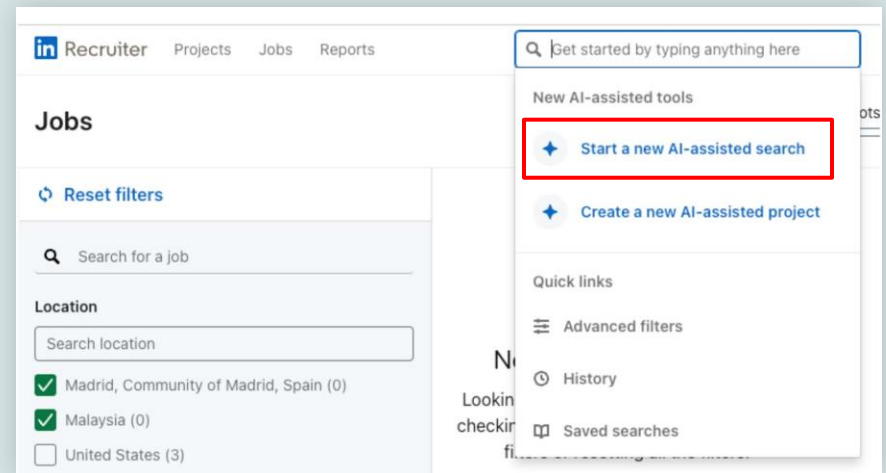 in Recruiter Projects Jobs Reports
Get started by typing anything here
Jobs
New AI-assisted tools
Start a new AI-assisted search
Create a new AI-assisted project
Quick links
Advanced filters
History
Saved searches
Reset filters
Search for a job
Location
Search location
Madrid, Community of Madrid, Spain (0)
Malaysia (0)
United States (3)